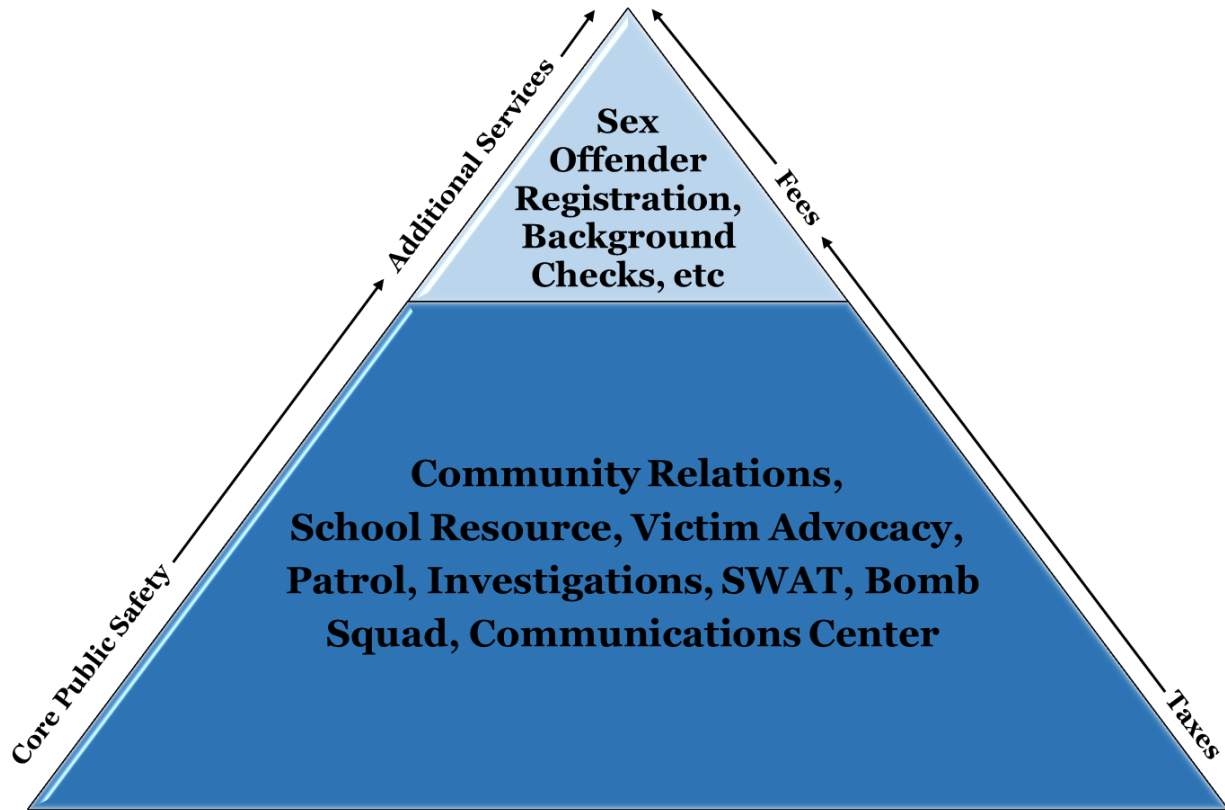 Additional Services
Fees
Sex
Offender
Registration,
Background
Checks, etc
Core Public Safety
Taxes
Community Relations,
School Resource, Victim Advocacy,
Patrol, Investigations, SWAT, Bomb
Squad, Communications Center